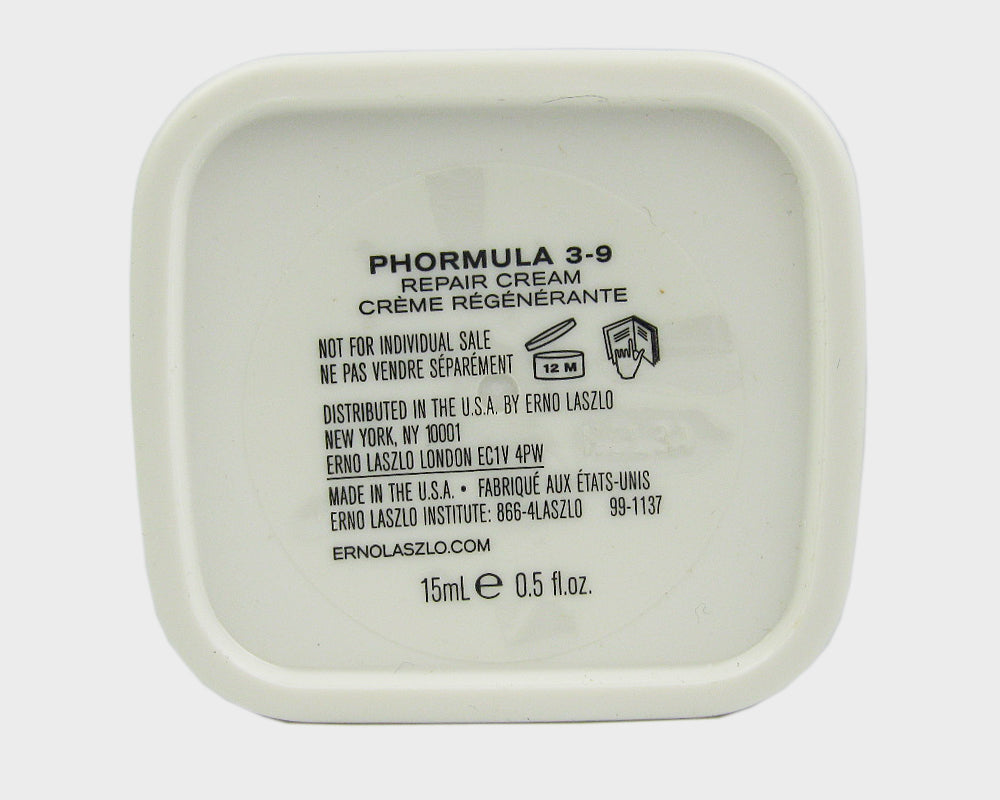 PHORMULA 3-9
REPAIR CREAM
CRÈME RÉGÉNÉRANTE
NOT FOR INDIVIDUAL SALE
NE PAS VENDRE SÉPARÉMENT
12 M
DISTRIBUTED IN THE U.S.A. BY ERNO LASZLO
NEW YORK, NY 10001
ERNO LASZLO LONDON EC1V 4PW
MADE IN THE U.S.A. • FABRIQUÉ AUX ÉTATS-UNIS
ERNO LASZLO INSTITUTE: 866-4LASZLO 99-1137
ERNOLASZLO.COM
15mL ℮ 0.5 fl.oz.